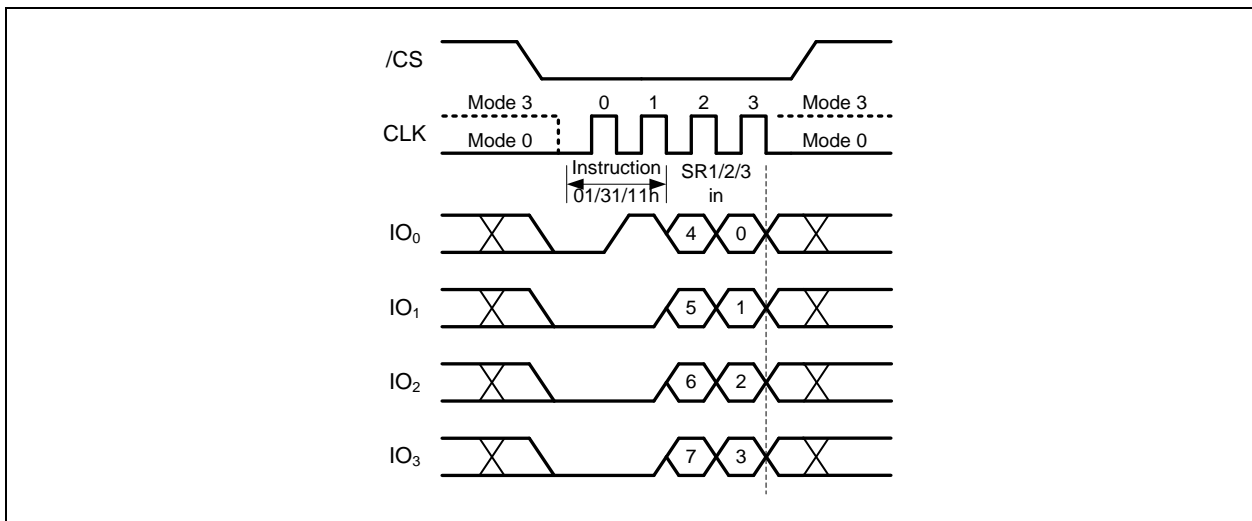 /CS
Mode 3 0 1 2 3 Mode 3
CLK
Mode 0 Mode 0
Instruction SR1/2/3
01/31/11h in
IO₀ 4 0
IO₁ 5 1
IO₂ 6 2
IO₃ 7 3